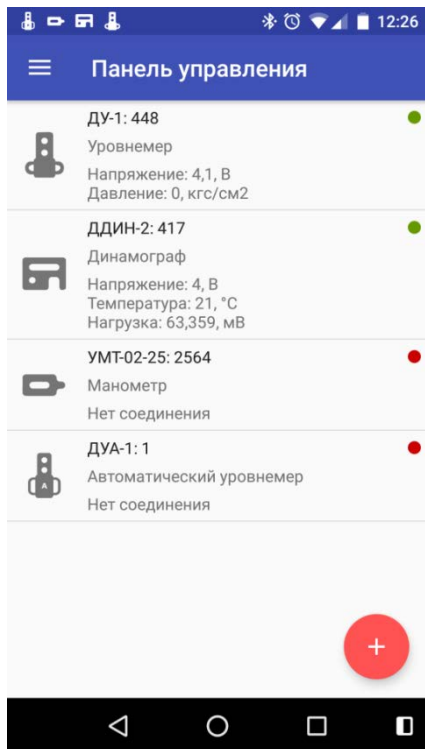 12:26
Панель управления
ДУ-1: 448
Уровнемер
Напряжение: 4,1, В
Давление: 0, кгс/см2
ДДИН-2: 417
Динамограф
Напряжение: 4, В
Температура: 21, °C
Нагрузка: 63,359, мВ
УМТ-02-25: 2564
Манометр
Нет соединения
ДУА-1: 1
Автоматический уровнемер
Нет соединения
A
+